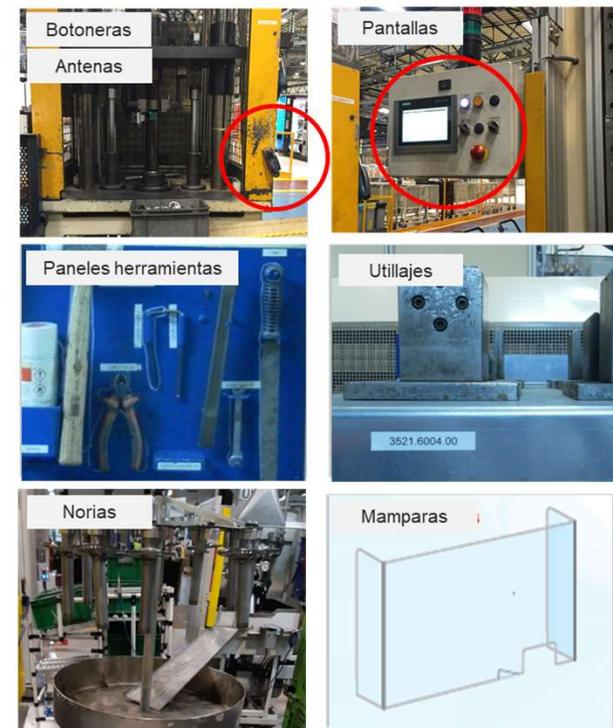 Botoneras
Antenas
Pantallas
Paneles herramientas
Utillajes
3521.6004.00
Norias
Mamparas